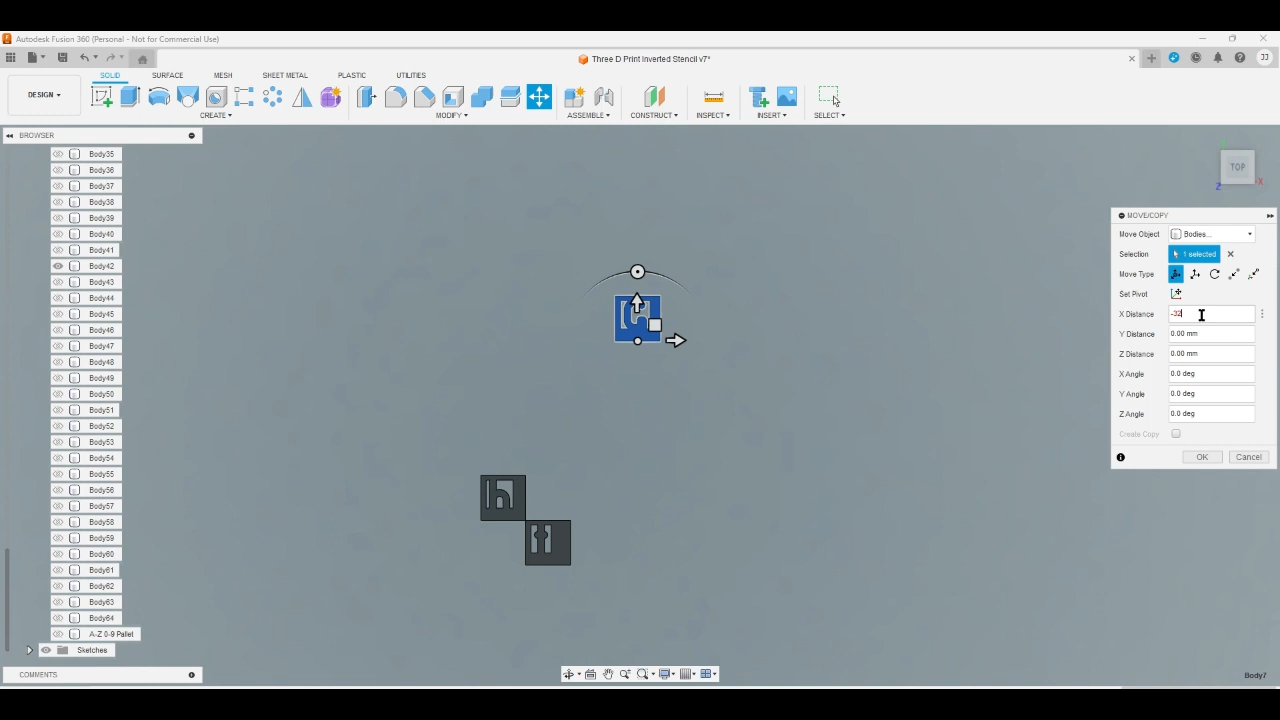 Autodesk Fusion 360 (Personal - Not for Commercial Use)
Three D Print Inverted Stencil v7*
JJ
SOLID SURFACE MESH SHEET METAL PLASTIC UTILITIES
DESIGN
CREATE MODIFY ASSEMBLE CONSTRUCT INSPECT INSERT SELECT
BROWSER
Body35
Body36
Body37
Body38
Body39
Body40
Body41
Body42
Body43
Body44
Body45
Body46
Body47
Body48
Body49
Body50
Body51
Body52
Body53
Body54
Body55
Body56
Body57
Body58
Body59
Body60
Body61
Body62
Body63
Body64
A-Z 0-9 Pallet
Sketches
COMMENTS
TOP
Z
X
MOVE/COPY
Move Object Bodies...
Selection 1 selected
Move Type
Set Pivot
X Distance -32
Y Distance 0.00 mm
Z Distance 0.00 mm
X Angle 0.0 deg
Y Angle 0.0 deg
Z Angle 0.0 deg
Create Copy
OK Cancel
h
Body7